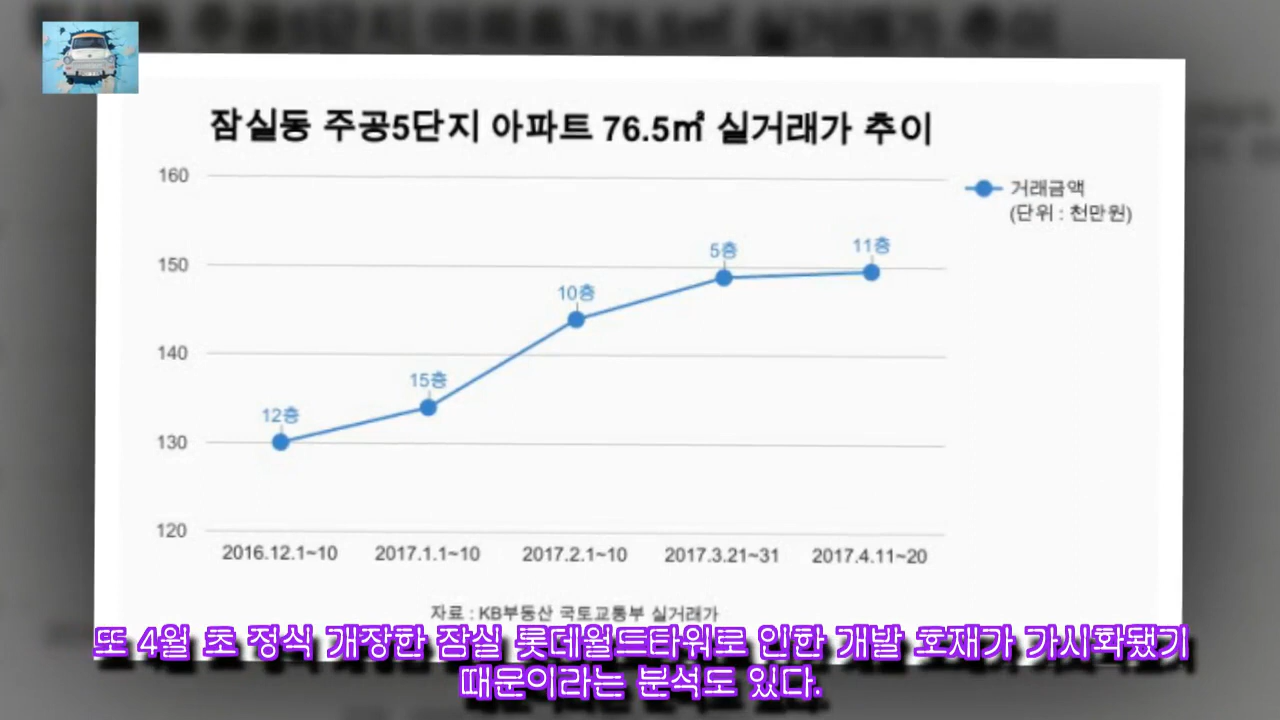 잠실동 주공5단지 아파트 76.5㎡ 실거래가 추이
160
150
140
130
120
거래금액
(단위 : 천만원)
12층
15층
10층
5층
11층
2016.12.1~10
2017.1.1~10
2017.2.1~10
2017.3.21~31
2017.4.11~20
자료 : KB부동산 국토교통부 실거래가
또 4월 초 정식 개장한 잠실 롯데월드타워로 인한 개발 호재가 가시화됐기
때문이라는 분석도 있다.